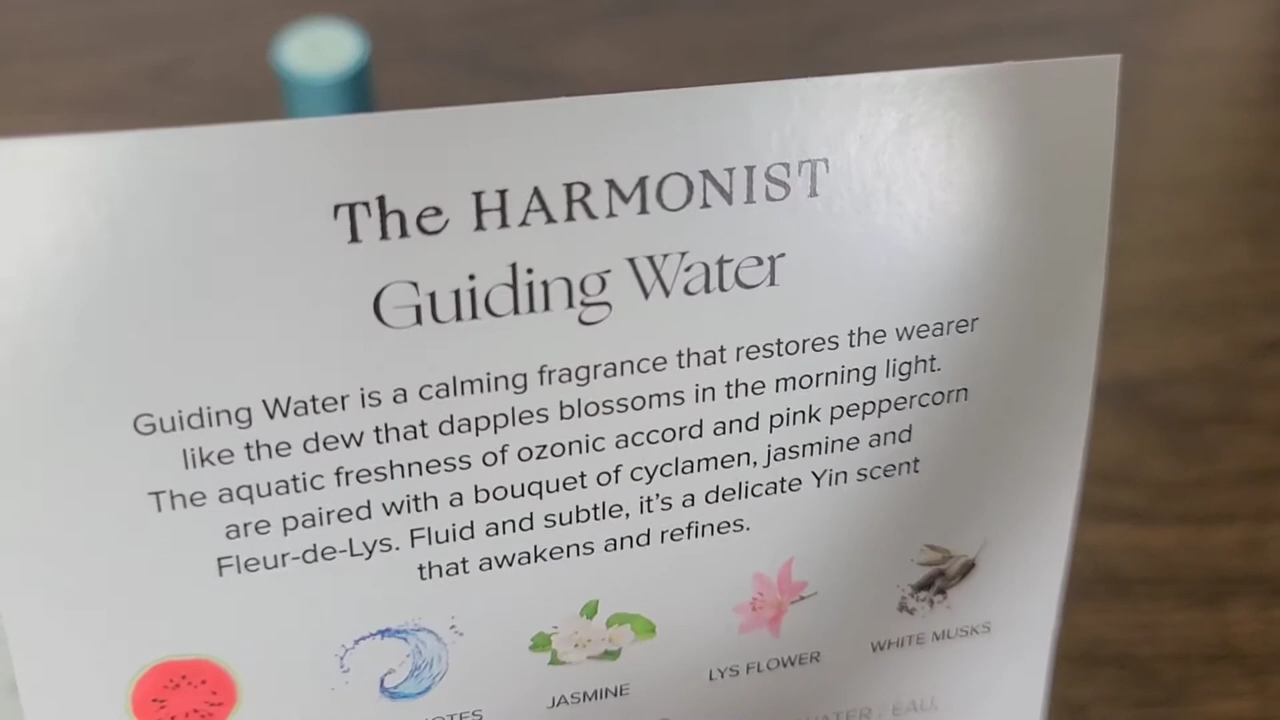 The HARMONIST
Guiding Water
Guiding Water is a calming fragrance that restores the wearer
like the dew that dapples blossoms in the morning light.
The aquatic freshness of ozonic accord and pink peppercorn
are paired with a bouquet of cyclamen, jasmine and
Fleur-de-Lys. Fluid and subtle, it's a delicate Yin scent
that awakens and refines.
JASMINE
LYS FLOWER
WHITE MUSKS
EAU,